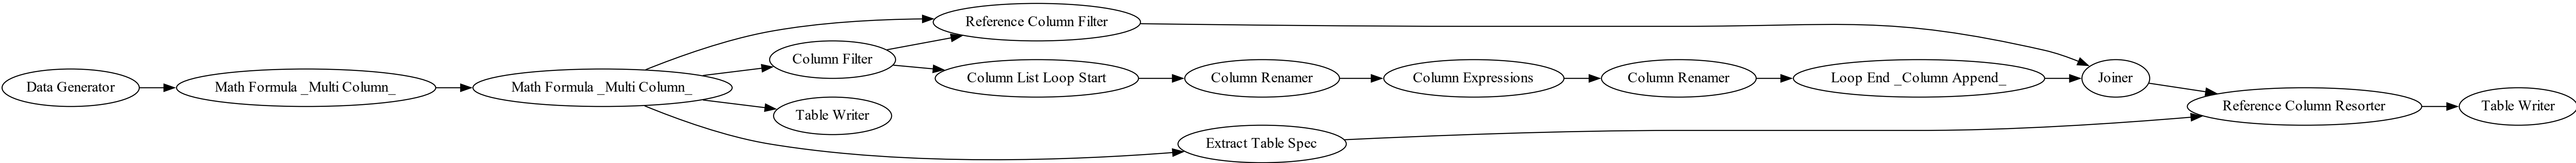 Data Generator
Math Formula _Multi Column_
Math Formula _Multi Column_
Reference Column Filter
Column Filter
Column List Loop Start
Table Writer
Extract Table Spec
Column Renamer
Column Expressions
Column Renamer
Loop End _Column Append_
Joiner
Reference Column Resorter
Table Writer